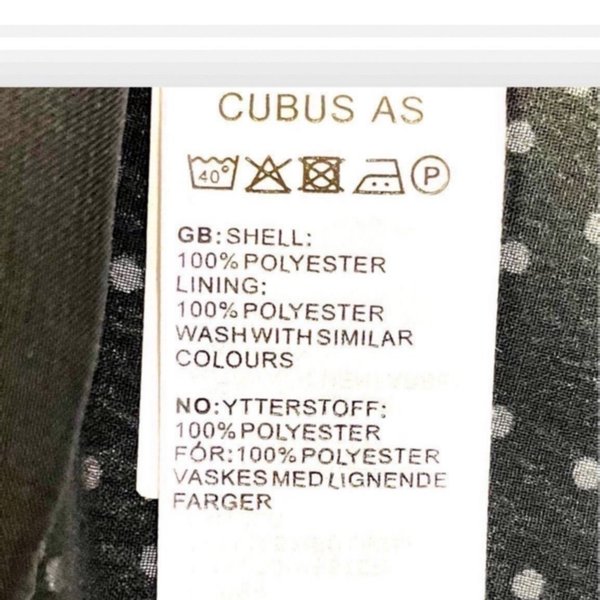 CUBUS AS
40°
P
GB: SHELL:
100% POLYESTER
LINING:
100% POLYESTER
WASH WITH SIMILAR
COLOURS
NO: YTTERSTOFF:
100% POLYESTER
FÓR: 100% POLYESTER
VASKES MED LIGNENDE
FARGER